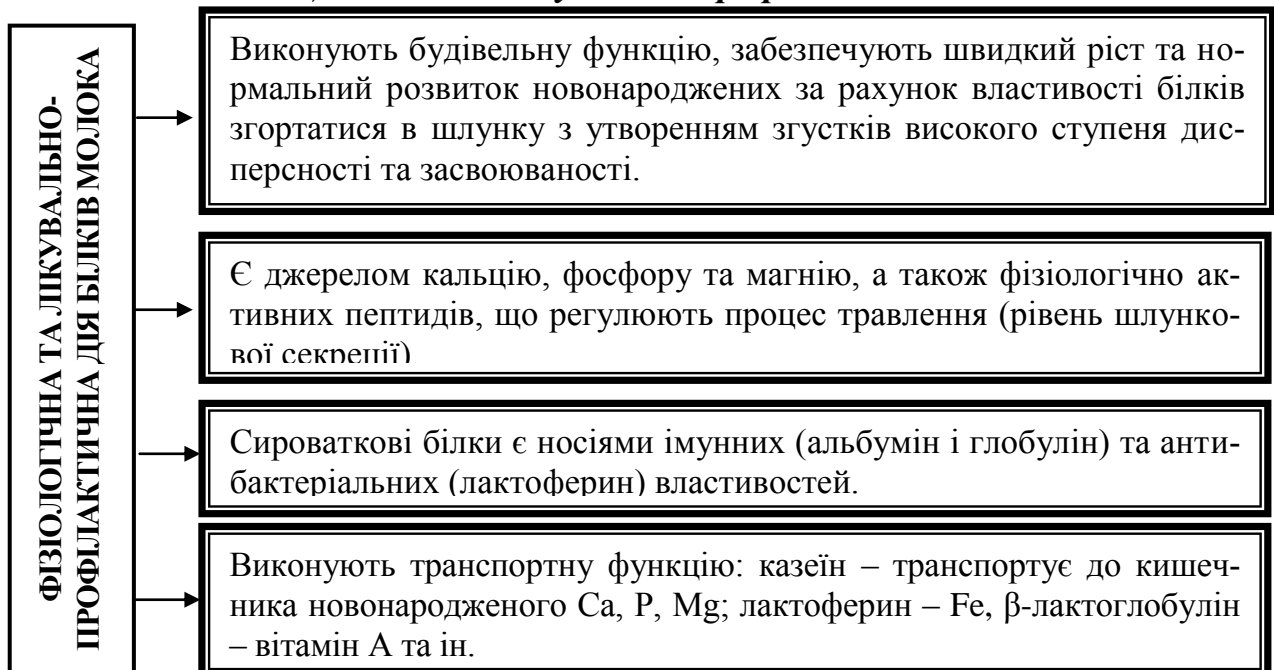 ФІЗІОЛОГІЧНА ТА ЛІКУВАЛЬНО-
ПРОФІЛАКТИЧНА ДІЯ БІЛКІВ МОЛОКА
Виконують будівельну функцію, забезпечують швидкий ріст та но-
рмальний розвиток новонароджених за рахунок властивості білків
згортатися в шлунку з утворенням згустків високого ступеня дис-
персності та засвоюваності.
Є джерелом кальцію, фосфору та магнію, а також фізіологічно ак-
тивних пептидів, що регулюють процес травлення (рівень шлунко-
вої секреції).
Сироваткові білки є носіями імунних (альбумін і глобулін) та анти-
бактеріальних (лактоферин) властивостей.
Виконують транспортну функцію: казеїн – транспортує до кишеч-
ника новонародженого Ca, P, Mg; лактоферин – Fe, β-лактоглобулін
– вітамін А та ін.